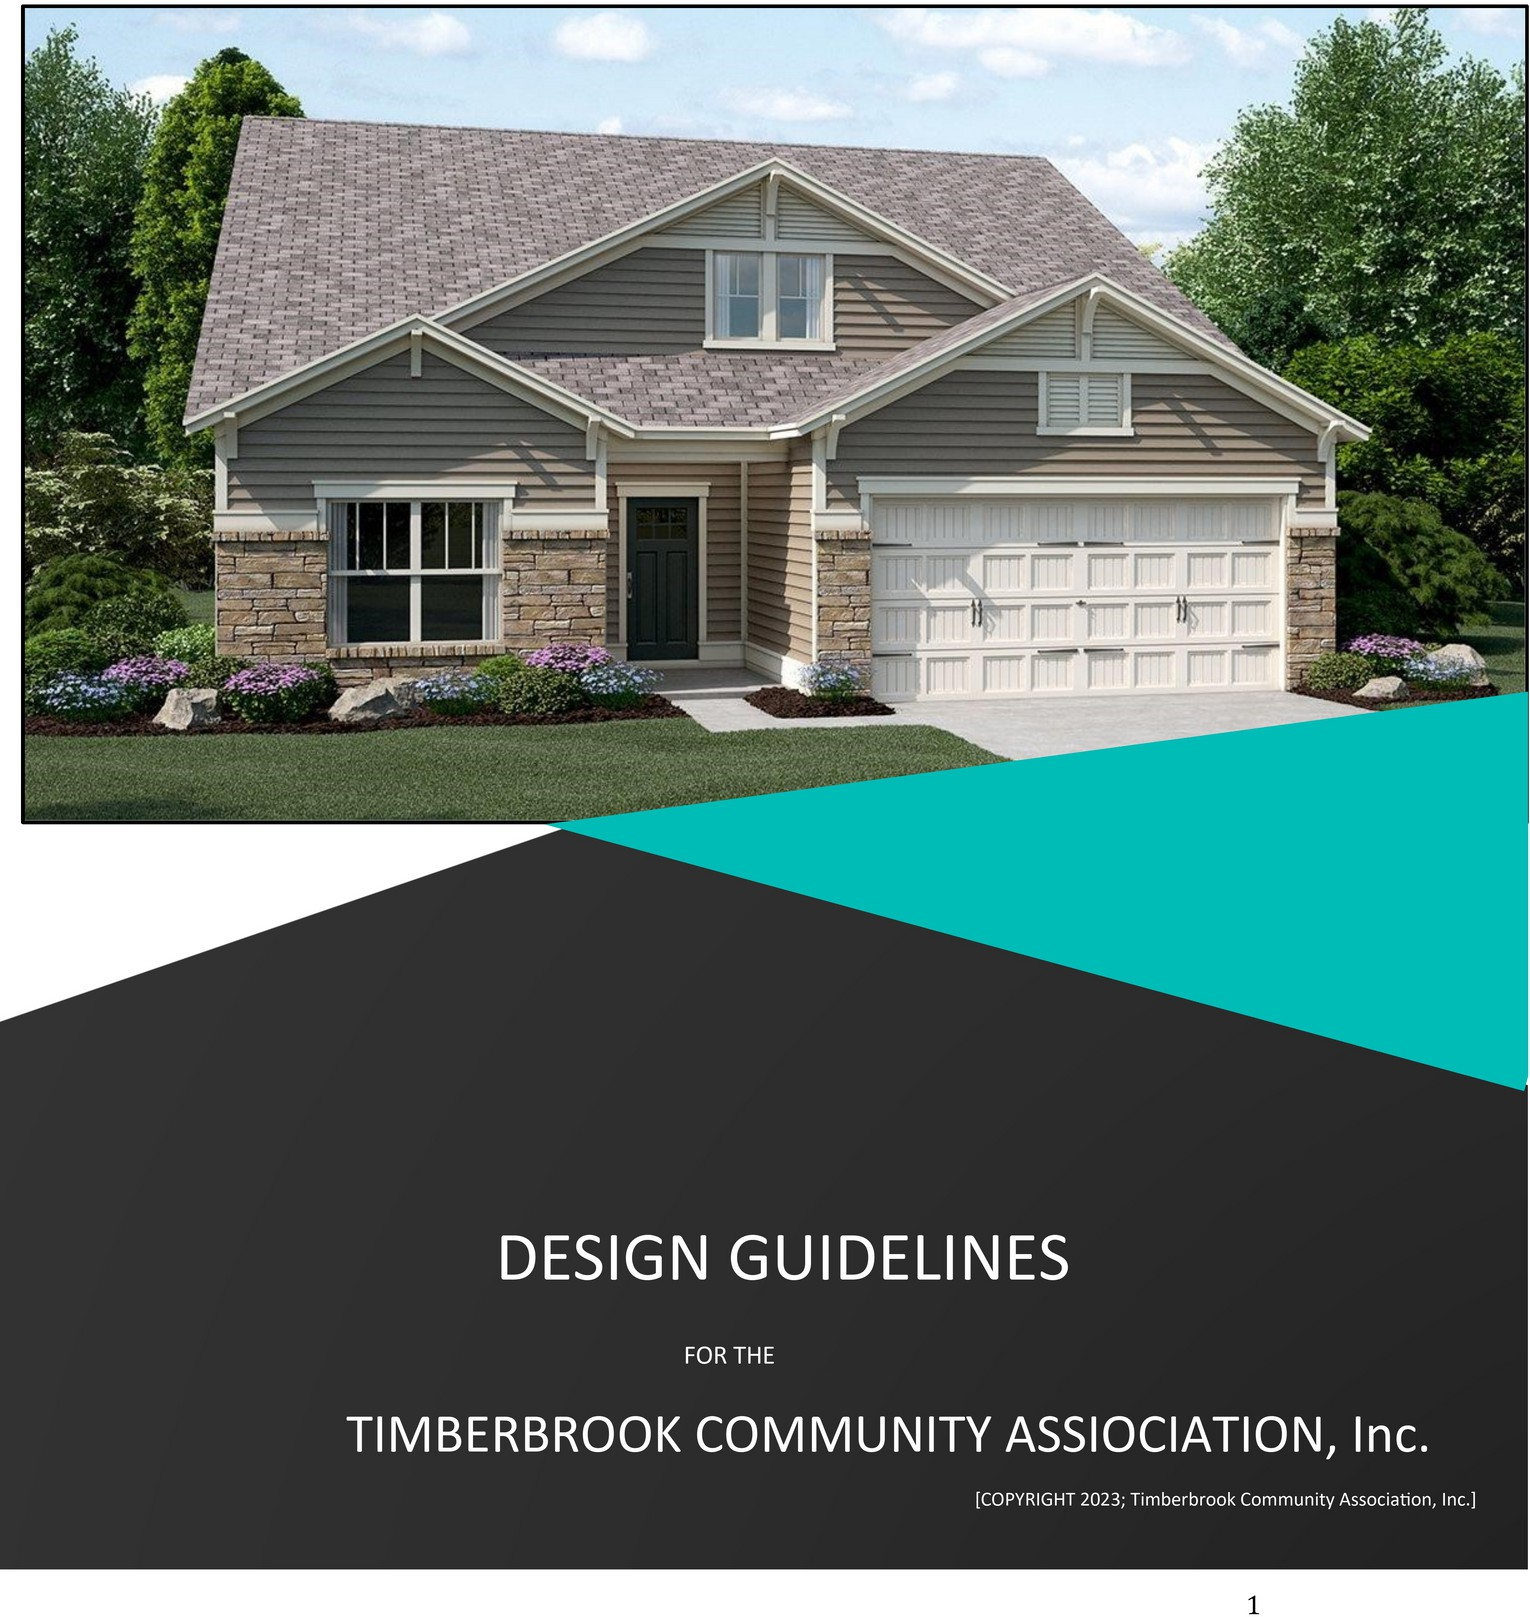 DESIGN GUIDELINES
FOR THE
TIMBERBROOK COMMUNITY ASSIOCIATION, Inc.
[COPYRIGHT 2023; Timberbrook Community Association, Inc.]
1